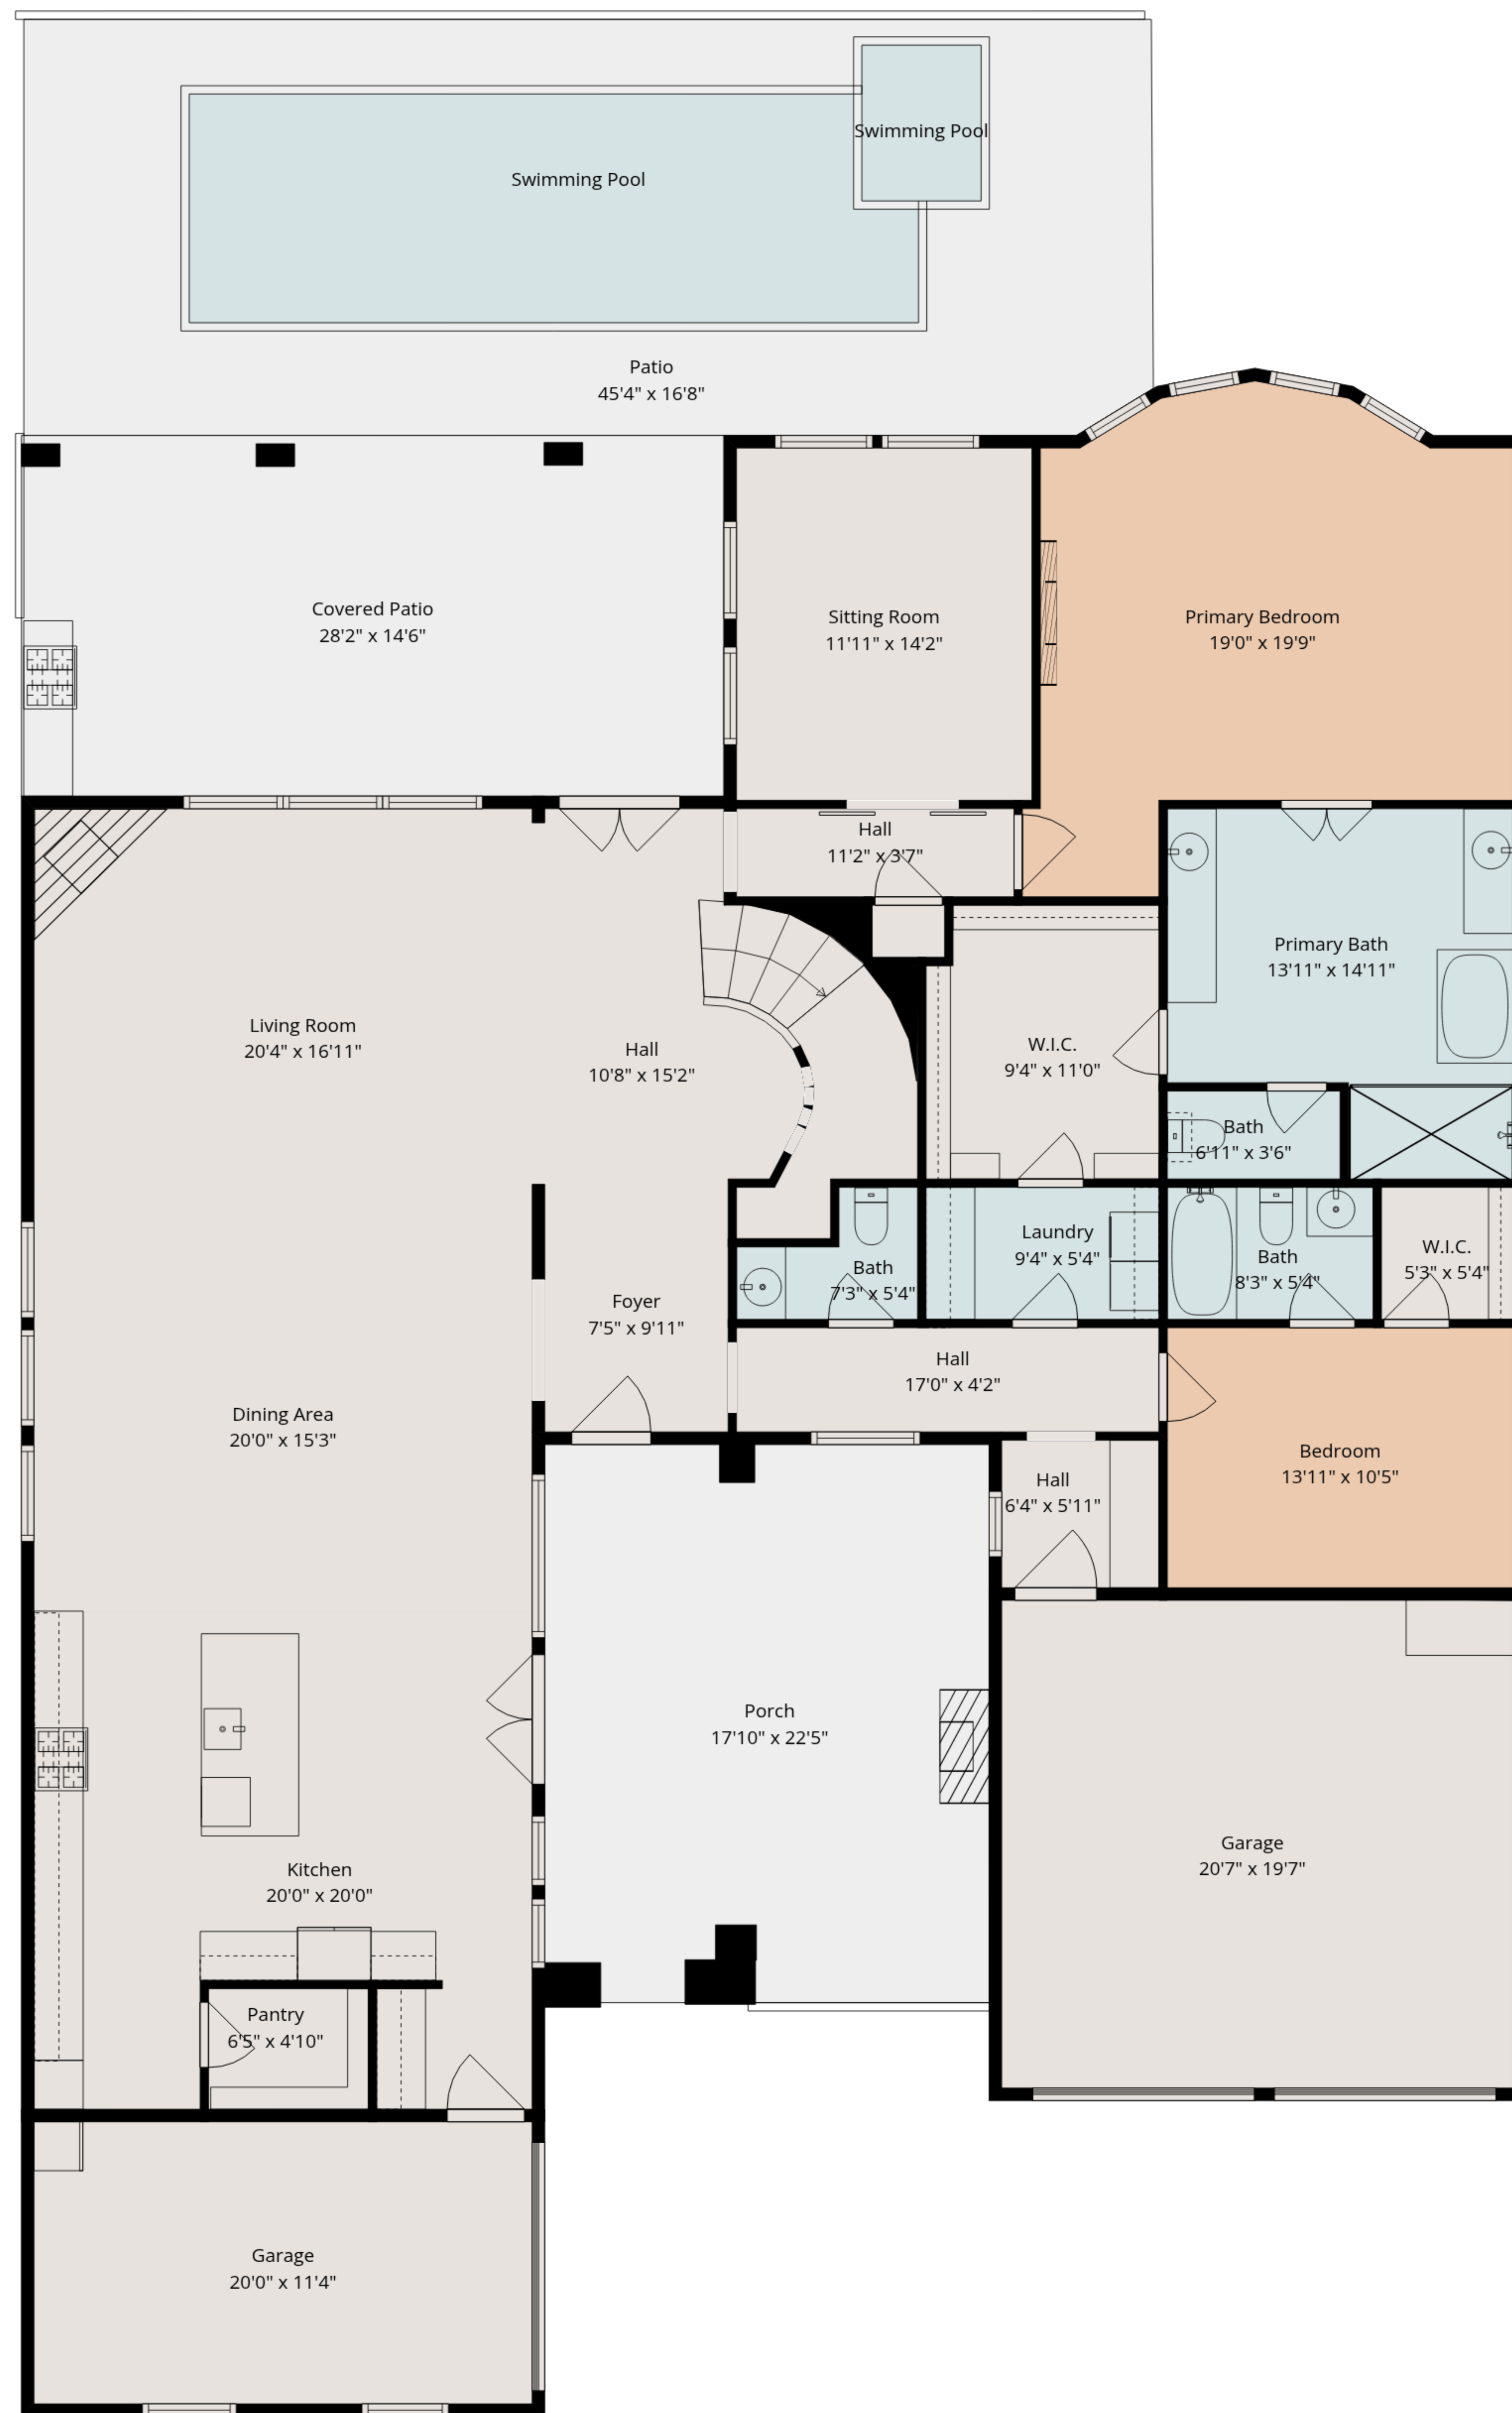 Swimming Pool
Swimming Pool
Patio
45'4" x 16'8"
Covered Patio
28'2" x 14'6"
Sitting Room
11'11" x 14'2"
Primary Bedroom
19'0" x 19'9"
Hall
11'2" x 3'7"
Primary Bath
13'11" x 14'11"
Living Room
20'4" x 16'11"
Hall
10'8" x 15'2"
W.I.C.
9'4" x 11'0"
Bath
6'11" x 3'6"
Laundry
9'4" x 5'4"
Bath
7'3" x 5'4"
Bath
8'3" x 5'4"
W.I.C.
5'3" x 5'4"
Foyer
7'5" x 9'11"
Hall
17'0" x 4'2"
Dining Area
20'0" x 15'3"
Bedroom
13'11" x 10'5"
Hall
6'4" x 5'11"
Porch
17'10" x 22'5"
Garage
20'7" x 19'7"
Kitchen
20'0" x 20'0"
Pantry
6'5" x 4'10"
Garage
20'0" x 11'4"